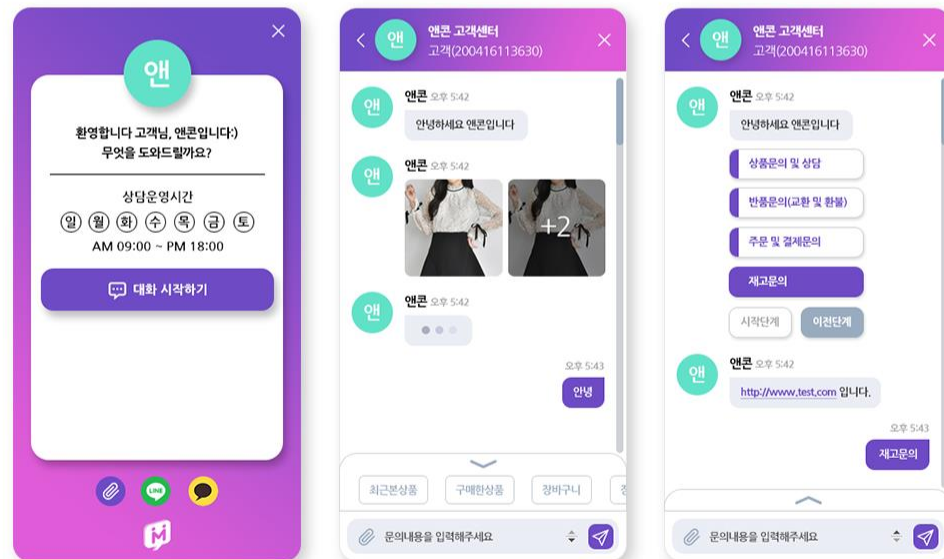 앤
환영합니다 고객님, 앤콘입니다:)
무엇을 도와드릴까요?
상담운영시간
일 월 화 수 목 금 토
AM 09:00 ~ PM 18:00
대화 시작하기
LINE
앤
앤콘 고객센터
고객(200416113630)
앤
앤콘 오후 5:42
안녕하세요 앤콘입니다
앤
앤콘 오후 5:42
+2
앤
앤콘 오후 5:42
오후 5:43
안녕
최근본상품
구매한상품
장바구니
문의내용을 입력해주세요
앤
앤콘 고객센터
고객(200416113630)
앤
앤콘 오후 5:42
안녕하세요 앤콘입니다
상품문의 및 상담
반품문의(교환 및 환불)
주문 및 결제문의
재고문의
시작단계
이전단계
앤
앤콘 오후 5:42
http://www.test.com 입니다.
오후 5:43
재고문의
문의내용을 입력해주세요